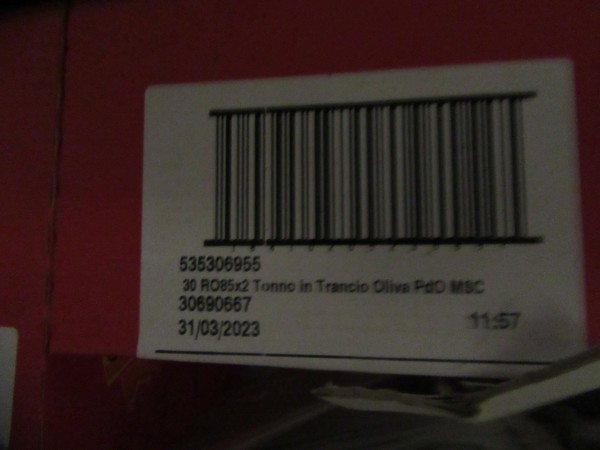 535306955
30 RO85x2 Tonno in Trancio Oliva PdO MSC
30690667
31/03/2023 11:57